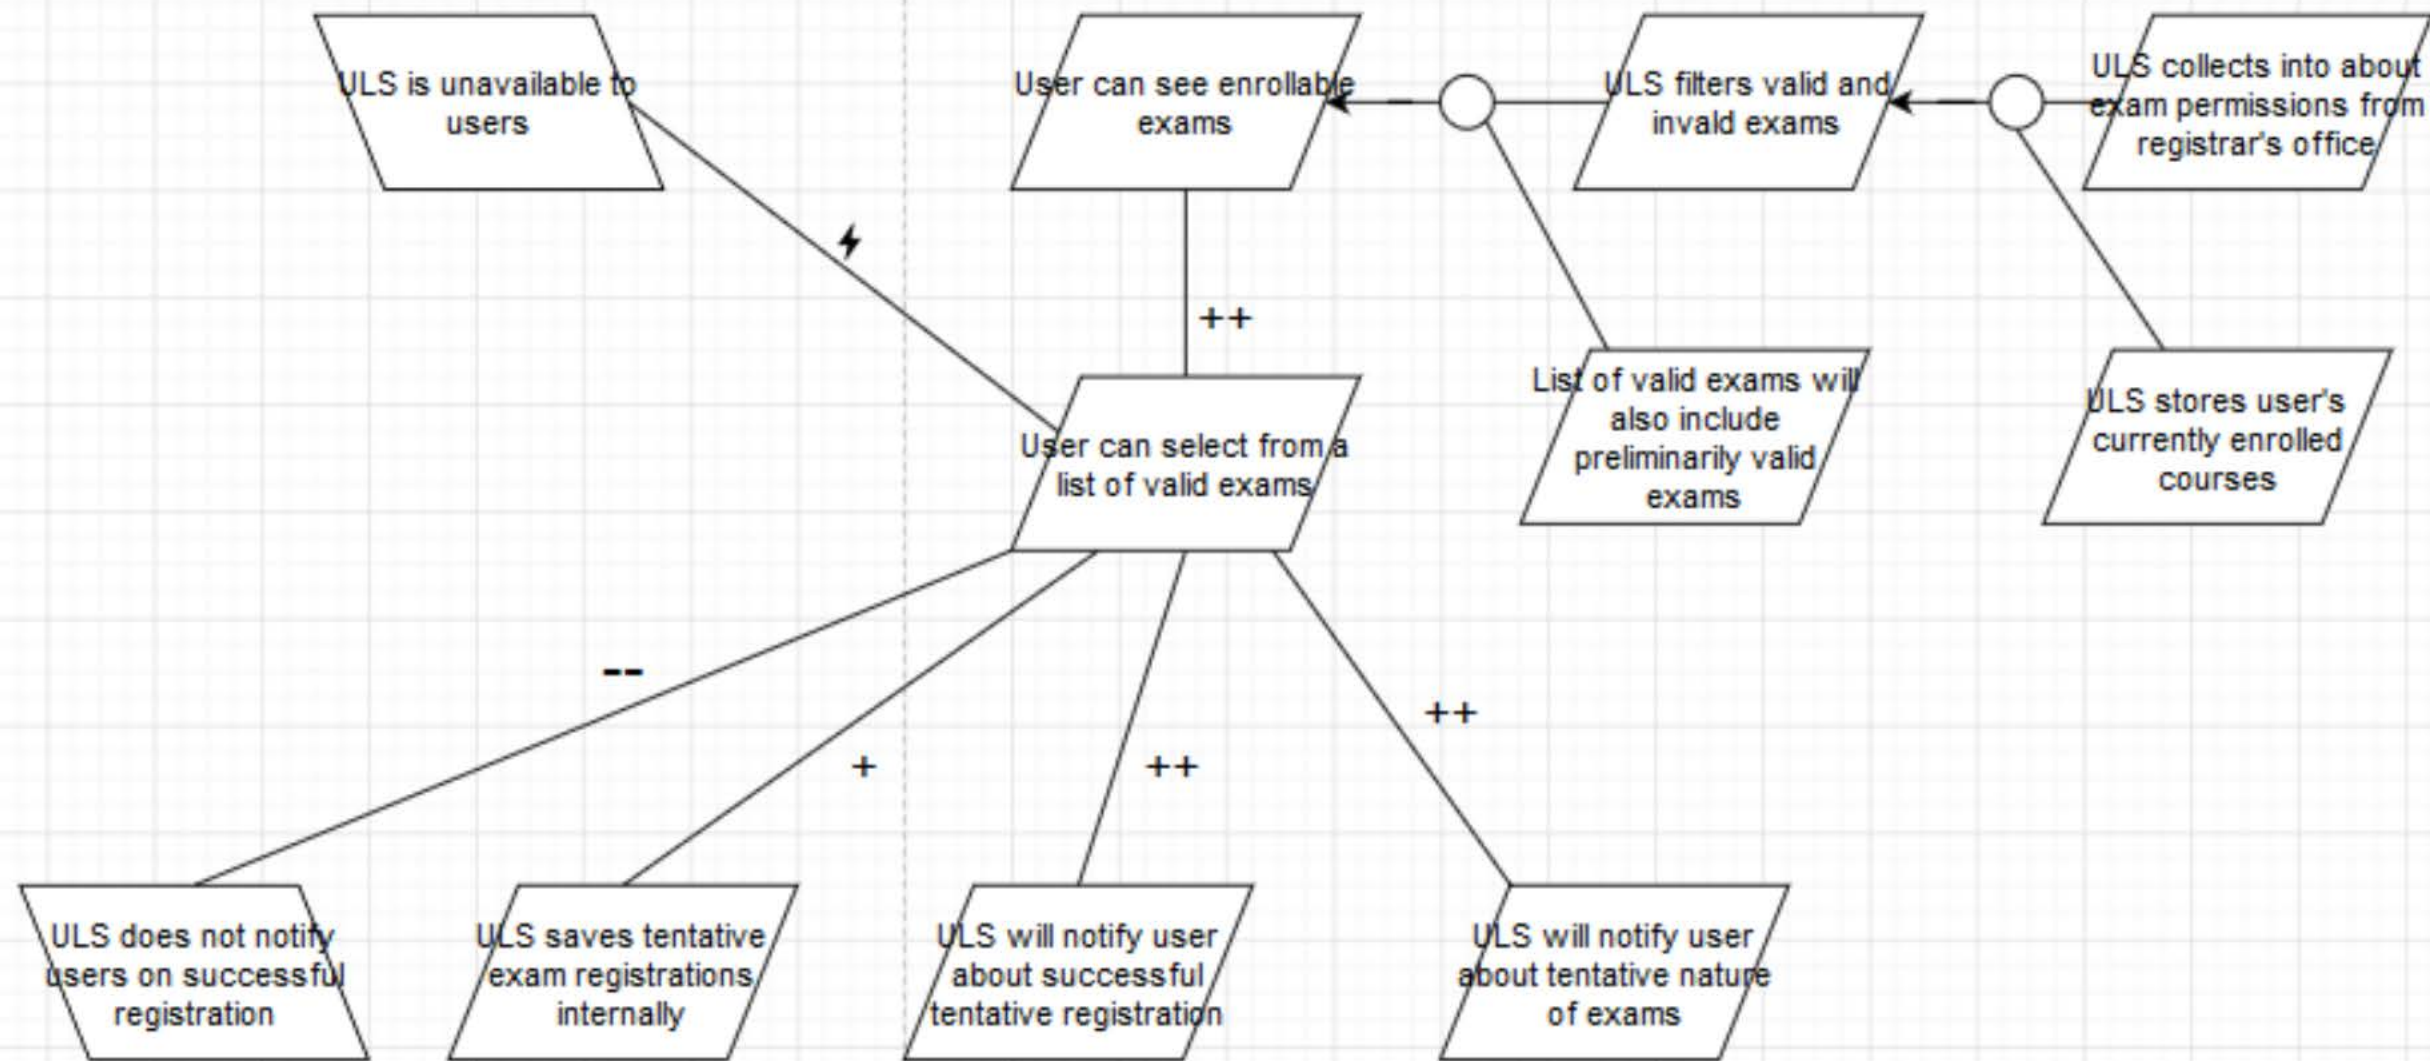 ULS is unavailable to
users
User can see enrollable
exams
ULS filters valid and
invald exams
ULS collects into about
exam permissions from
registrar's office
++
User can select from a
list of valid exams
List of valid exams will
also include
preliminarily valid
exams
ULS stores user's
currently enrolled
courses
--
+
++
++
ULS does not notify
users on successful
registration
ULS saves tentative
exam registrations
internally
ULS will notify user
about successful
tentative registration
ULS will notify user
about tentative nature
of exams